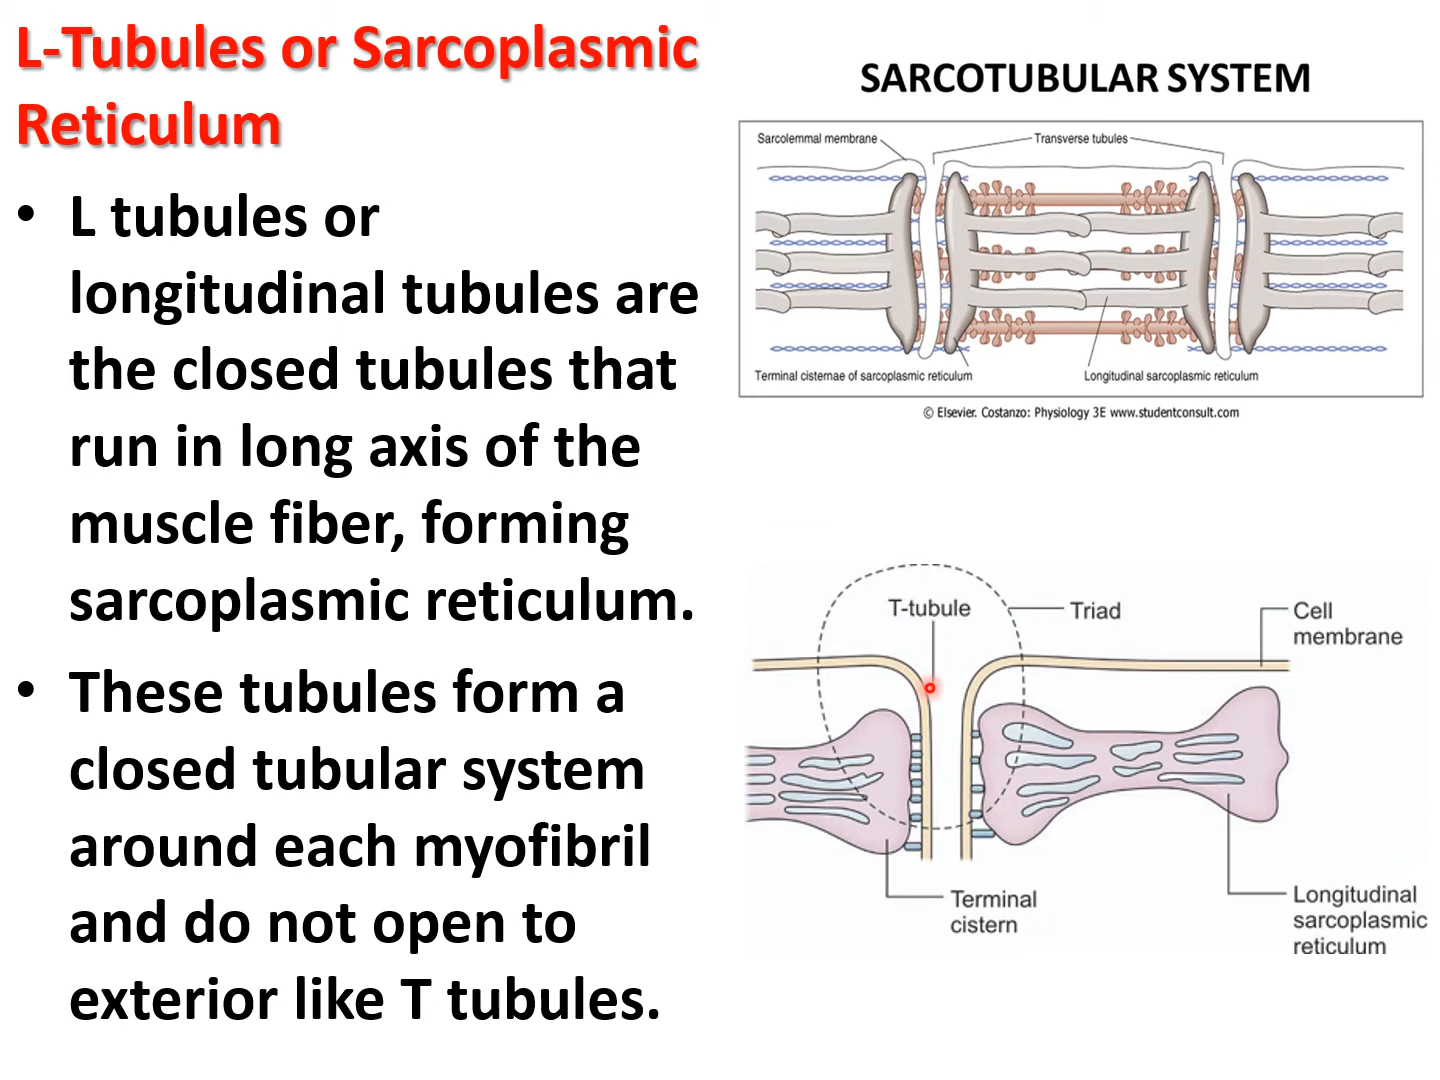 L-Tubules or Sarcoplasmic
Reticulum
• L tubules or
longitudinal tubules are
the closed tubules that
run in long axis of the
muscle fiber, forming
sarcoplasmic reticulum.
• These tubules form a
closed tubular system
around each myofibril
and do not open to
exterior like T tubules.
SARCOTUBULAR SYSTEM
Sarcolemmal membrane
Transverse tubules
Terminal cisternae of sarcoplasmic reticulum
Longitudinal sarcoplasmic reticulum
© Elsevier. Costanzo: Physiology 3E www.studentconsult.com
T-tubule
Triad
Cell
membrane
Terminal
cistern
Longitudinal
sarcoplasmic
reticulum